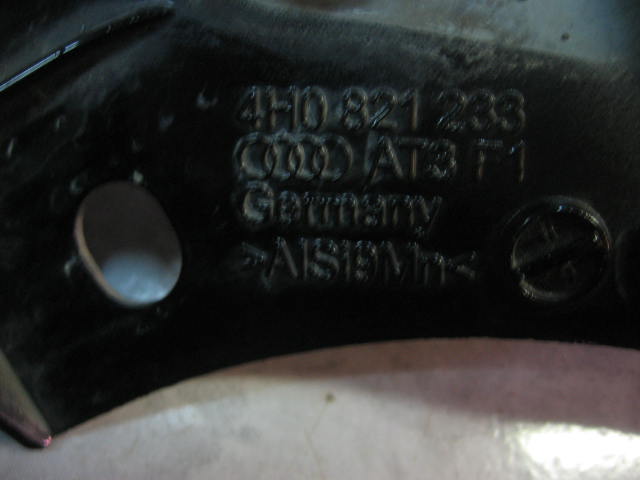 4H0 821 233
AT3 F1
Germany
>AlSi9Mn<